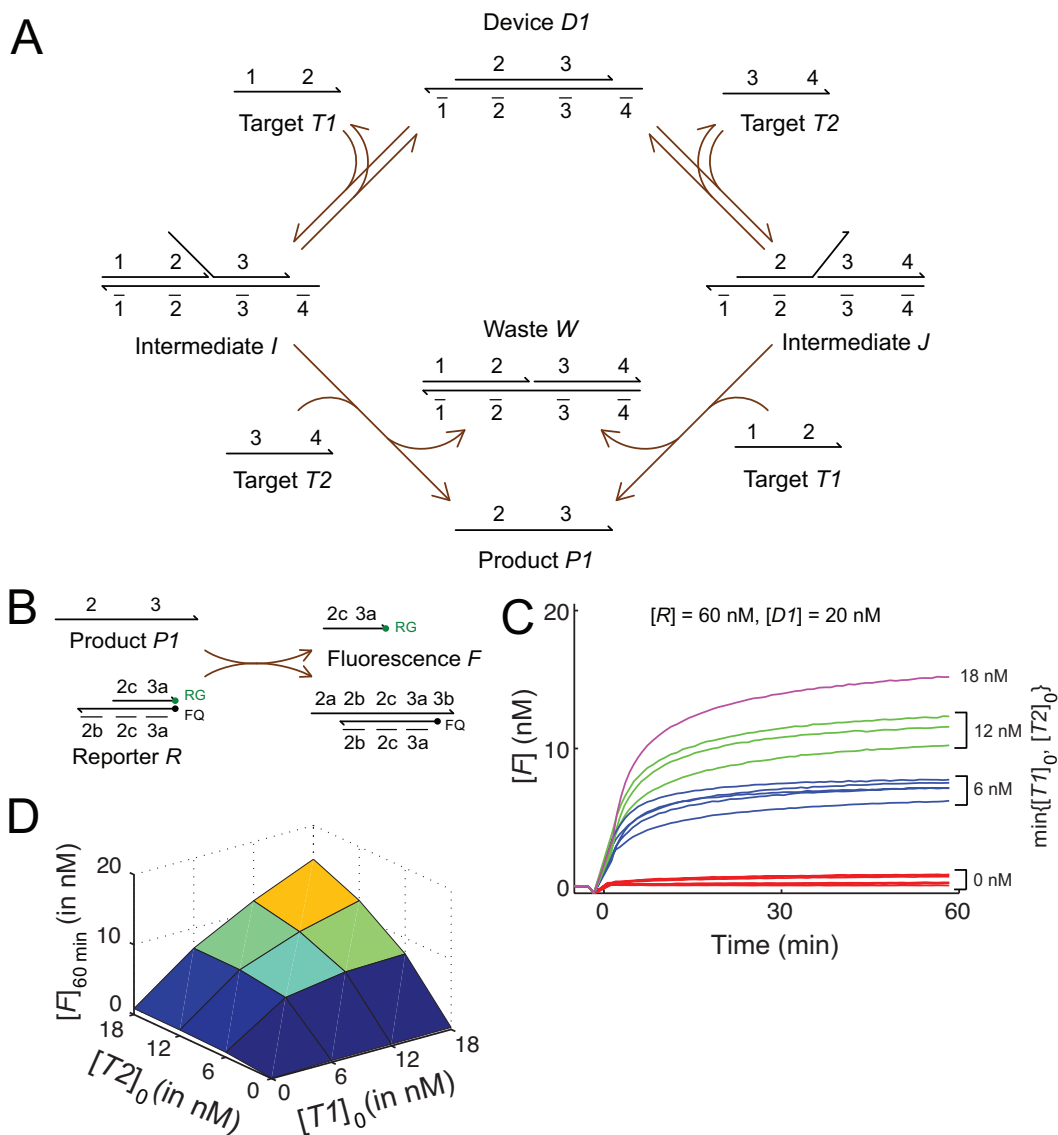 A
Device D1
2 3
1 2 3 4
1 2
Target T1
3 4
Target T2
1 2 3
1 2 3 4
Intermediate I
2 3 4
1 2 3 4
Intermediate J
Waste W
1 2 3 4
1 2 3 4
3 4
Target T2
1 2
Target T1
2 3
Product P1
B
2 3
Product P1
2c 3a
RG
FQ
2b 2c 3a
Reporter R
2c 3a
RG
Fluorescence F
2a 2b 2c 3a 3b
FQ
2b 2c 3a
C
[R] = 60 nM, [D1] = 20 nM
20
10
0
[F] (nM)
0 30 60
Time (min)
18 nM
12 nM
6 nM
0 nM
min{[T1]0, [T2]0}
D
[F]60 min (in nM)
20
10
0
18
12
6
0
[T2]0 (in nM)
0
6
12
18
[T1]0 (in nM)